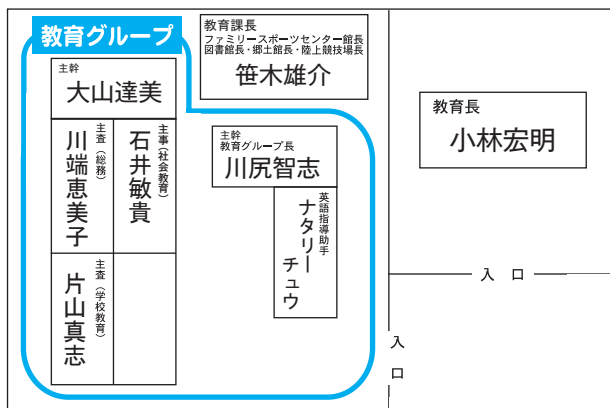 教育グループ
主幹
大山達美
主査（総務）
川端恵美子
主事（社会教育）
石井敏貴
主査（学校教育）
片山真志
教育課長
ファミリースポーツセンター館長
図書館長・郷土館長・陸上競技場長
笹木雄介
主幹
教育グループ長
川尻智志
英語指導助手
ナタリー
チュウ
教育長
小林宏明
入口
入口